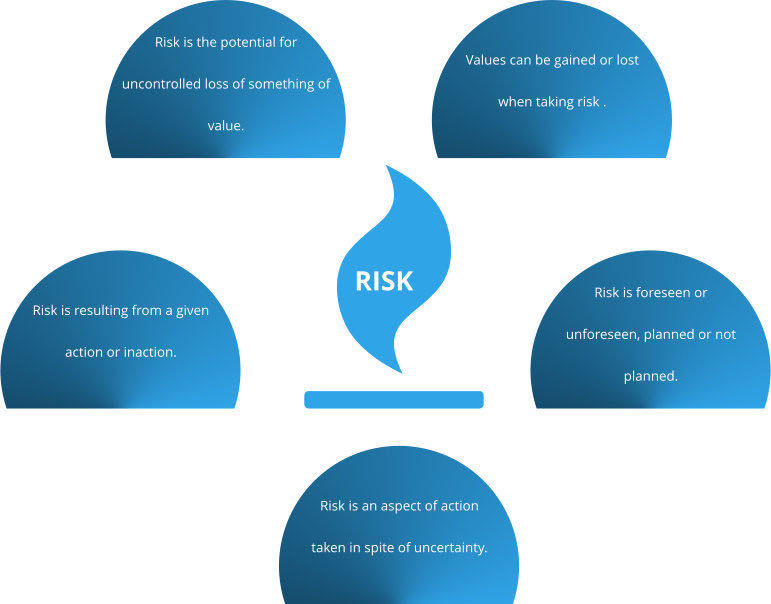 Risk is the potential for
uncontrolled loss of something of
value.
Values can be gained or lost
when taking risk .
RISK
Risk is resulting from a given
action or inaction.
Risk is foreseen or
unforeseen, planned or not
planned.
Risk is an aspect of action
taken in spite of uncertainty.